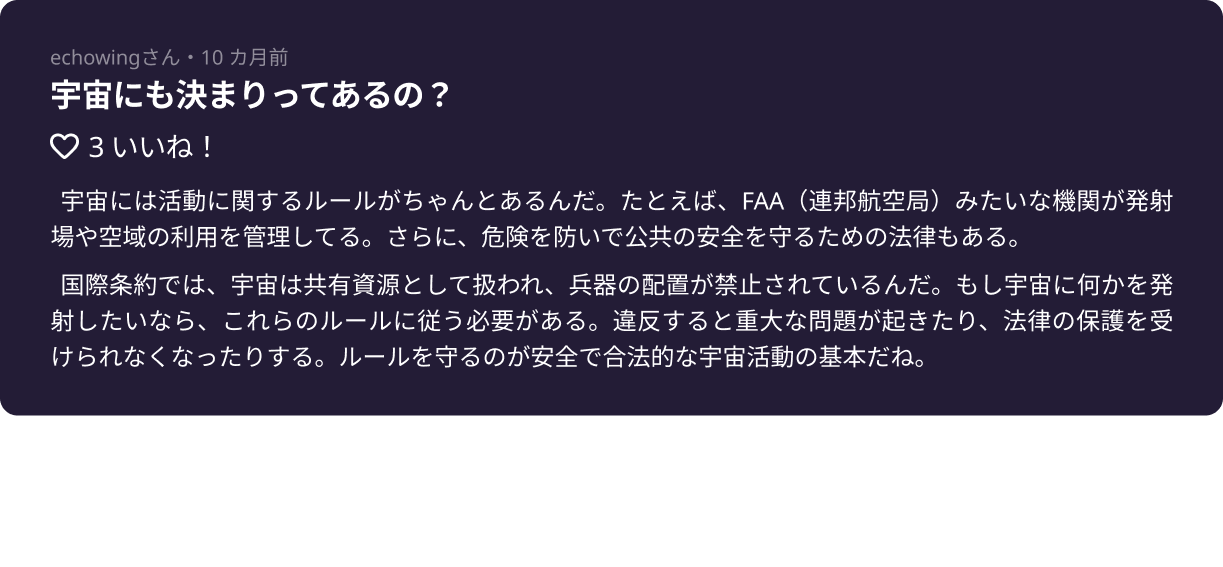 echowingさん・10 カ月前
宇宙にも決まりってあるの？
3 いいね！
宇宙には活動に関するルールがちゃんとあるんだ。たとえば、FAA（連邦航空局）みたいな機関が発射
場や空域の利用を管理してる。さらに、危険を防いで公共の安全を守るための法律もある。
国際条約では、宇宙は共有資源として扱われ、兵器の配置が禁止されているんだ。もし宇宙に何かを発
射したいなら、これらのルールに従う必要がある。違反すると重大な問題が起きたり、法律の保護を受
けられなくなったりする。ルールを守るのが安全で合法的な宇宙活動の基本だね。